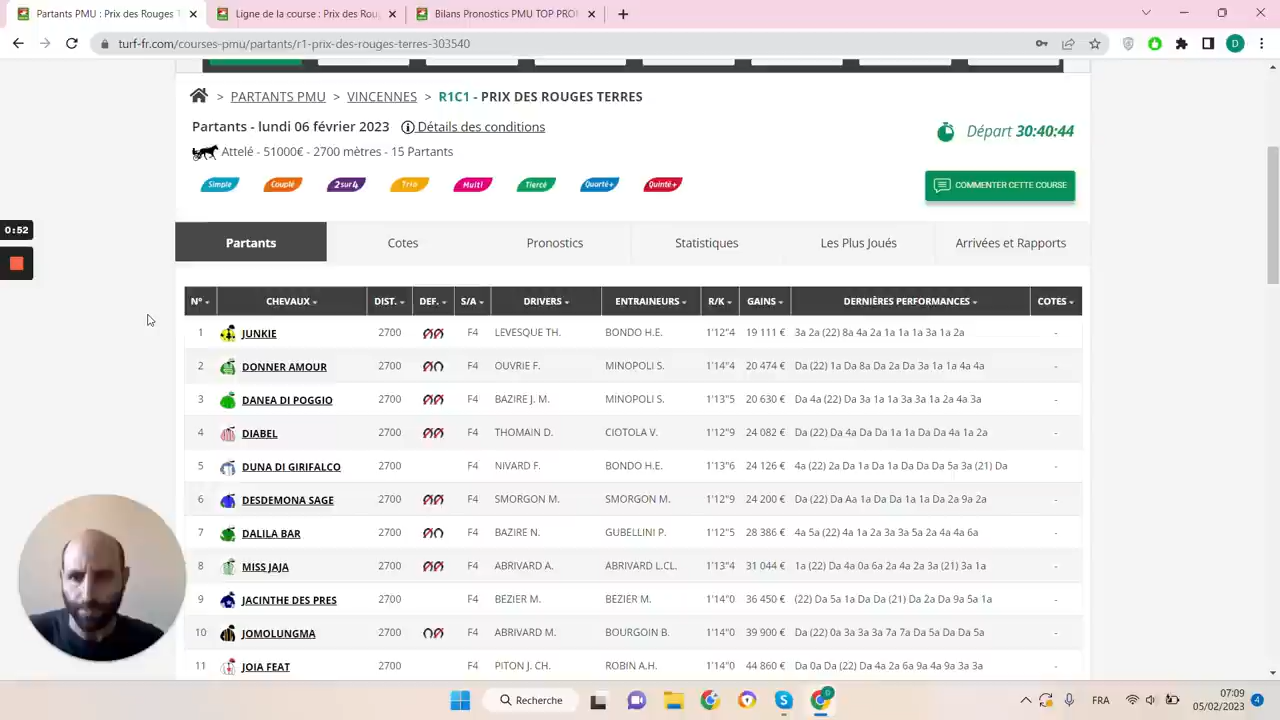 Partants PMU : Prix des Rouges T
Lignes
Vincennes
Pronostics PMU TOP PRO
turf-fr.com/courses-pmu/partants/r1-prix-des-rouges-terres-303540
D
> PARTANTS PMU > VINCENNES > R1C1 - PRIX DES ROUGES TERRES
Partants - lundi 06 février 2023 Détails des conditions
Départ 30:40:44
Attelé - 51000€ - 2700 mètres - 15 Partants
Simple Couplé 2sur4 Trio Multi Tiercé Quarté+ Quinté+
COMMENTER CETTE COURSE
0:52
Partants Cotes Pronostics Statistiques Les Plus Joués Arrivées et Rapports
N° CHEVAUX DIST. DEF. S/A DRIVERS ENTRAINEURS R/K GAINS DERNIÈRES PERFORMANCES COTES
1 JUNKIE 2700 F4 LEVESQUE TH. BONDO H.E. 1'12"4 19 111 € 3a 2a (22) 8a 4a 2a 1a 1a 1a 3a 1a 2a -
2 DONNER AMOUR 2700 F4 OUVRIE F. MINOPOLI S. 1'14"4 20 474 € Da (22) 1a Da 8a Da 2a Da 3a 1a 1a 4a 4a -
3 DANEA DI POGGIO 2700 F4 BAZIRE J. M. MINOPOLI S. 1'13"5 20 630 € Da 4a (22) Da 3a 1a 1a 3a 3a 1a 2a 4a 3a -
4 DIABEL 2700 F4 THOMAIN D. CIOTOLA V. 1'12"9 24 082 € Da (22) Da 4a Da Da 1a 1a Da Da 4a 1a 2a -
5 DUNA DI GIRIFALCO 2700 F4 NIVARD F. BONDO H.E. 1'13"6 24 126 € 4a (22) 2a Da 1a Da 1a Da Da Da 5a 3a (21) Da -
6 DESDEMONA SAGE 2700 F4 SMORGON M. SMORGON M. 1'12"9 24 200 € Da (22) Da Aa 1a Da Da 1a 1a Da 2a 9a 2a -
7 DALILA BAR 2700 F4 BAZIRE N. GUBELLINI P. 1'12"5 28 386 € 4a 5a (22) 4a 1a 2a 3a 3a 5a 2a 4a 4a 6a -
8 MISS JAJA 2700 F4 ABRIVARD A. ABRIVARD L.CL. 1'13"4 31 044 € 1a (22) Da 4a 0a 6a 2a 4a 2a 3a (21) 3a 1a -
9 JACINTHE DES PRES 2700 F4 BEZIER M. BEZIER M. 1'14"0 36 450 € (22) Da 5a 1a Da Da (21) Da 2a Da 9a 5a 1a -
10 JOMOLUNGMA 2700 F4 ABRIVARD M. BOURGOIN B. 1'14"0 39 900 € Da (22) 0a 3a 3a 3a 7a 7a Da 5a Da Da 5a -
11 JOIA FEAT 2700 F4 PITON J. CH. ROBIN A.H. 1'14"0 44 860 € Da 0a Da (22) Da 4a 2a 6a 9a 4a 9a 3a 3a -
Recherche
FRA
07:09
05/02/2023
4